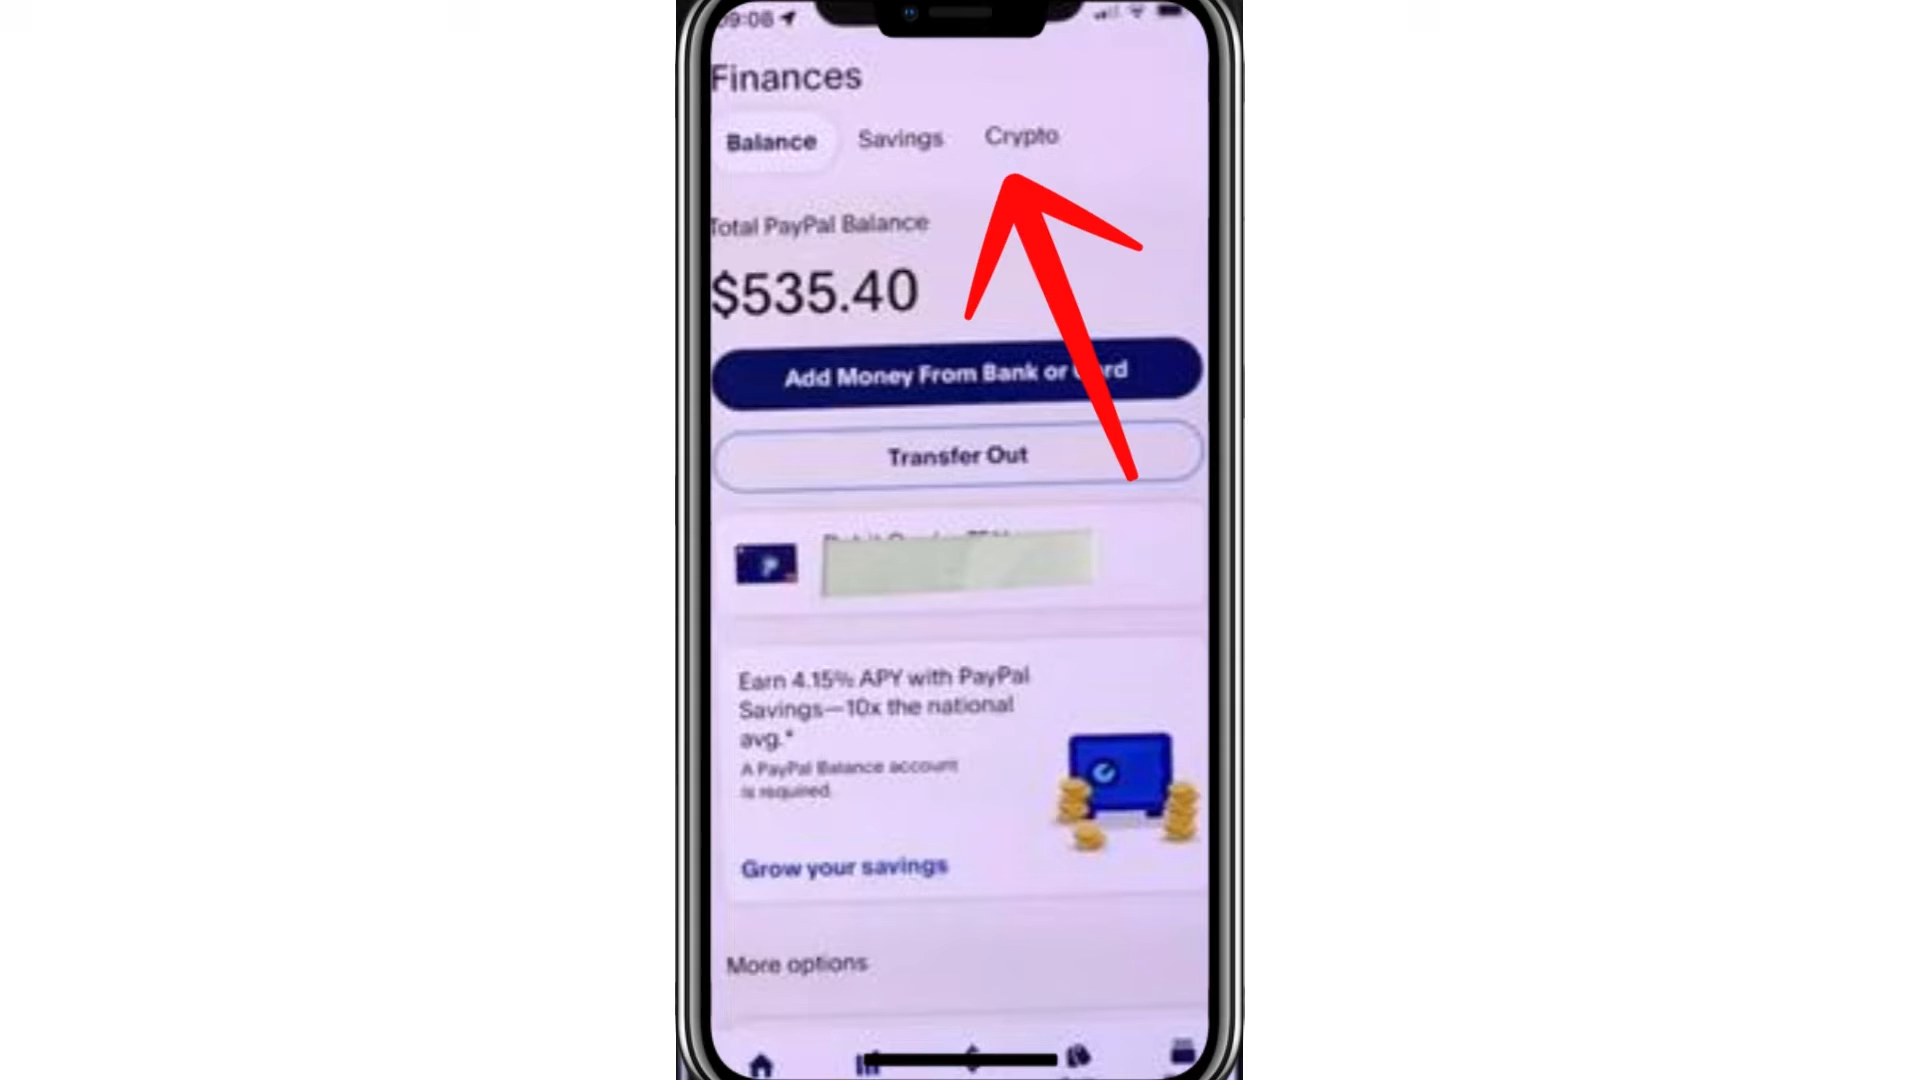 09:08
Finances
Balance Savings Crypto
Total PayPal Balance
$535.40
Add Money From Bank or Card
Transfer Out
Earn 4.15% APY with PayPal
Savings—10x the national
avg.*
A PayPal Balance account
is required.
Grow your savings
More options